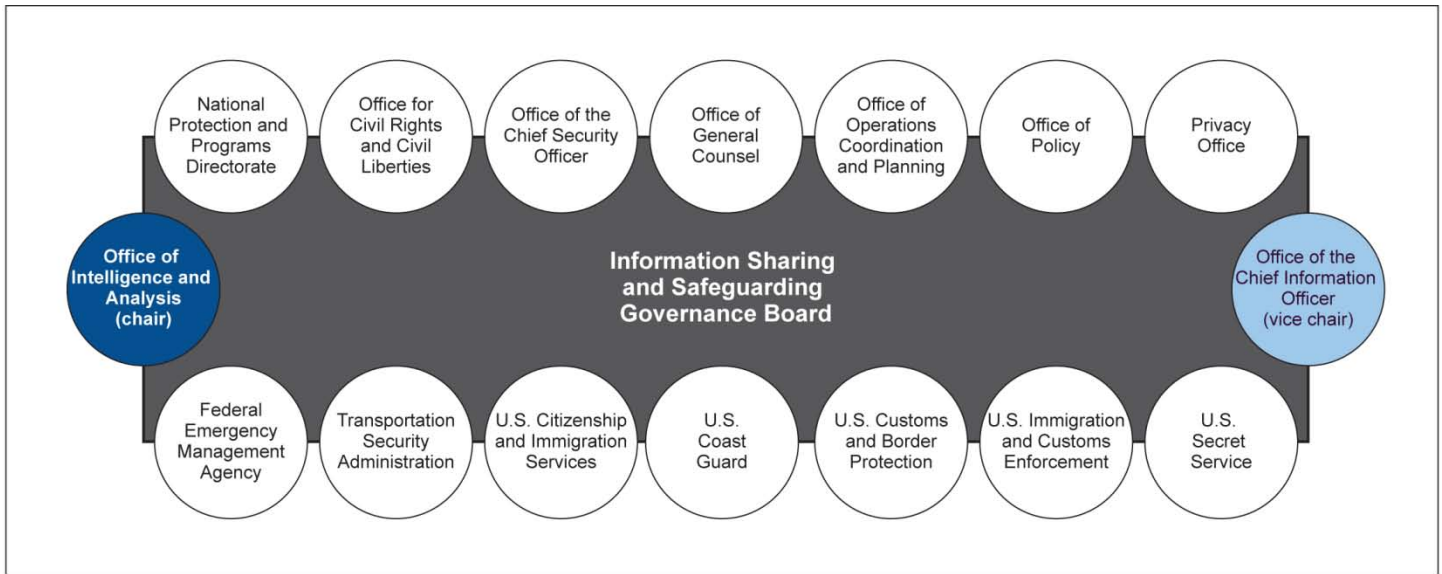 National
Protection and
Programs
Directorate
Office for
Civil Rights
and Civil
Liberties
Office of the
Chief Security
Officer
Office of
General
Counsel
Office of
Operations
Coordination
and Planning
Office of
Policy
Privacy
Office
Office of
Intelligence and
Analysis
(chair)
Information Sharing
and Safeguarding
Governance Board
Office of the
Chief Information
Officer
(vice chair)
Federal
Emergency
Management
Agency
Transportation
Security
Administration
U.S. Citizenship
and Immigration
Services
U.S.
Coast
Guard
U.S. Customs
and Border
Protection
U.S. Immigration
and Customs
Enforcement
U.S.
Secret
Service